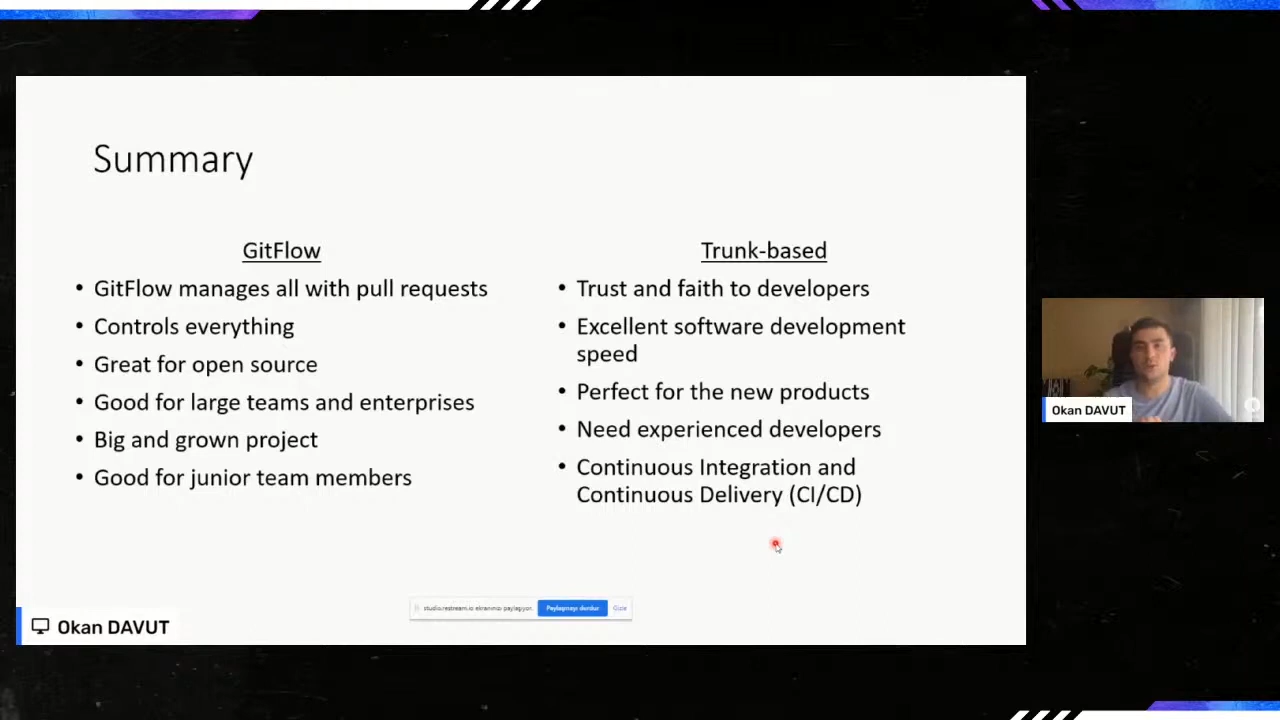 Summary
GitFlow
• GitFlow manages all with pull requests
• Controls everything
• Great for open source
• Good for large teams and enterprises
• Big and grown project
• Good for junior team members
Trunk-based
• Trust and faith to developers
• Excellent software development
speed
• Perfect for the new products
• Need experienced developers
• Continuous Integration and
Continuous Delivery (CI/CD)
studio.restream.io ekranınızı paylaşıyor.
Paylaşmayı durdur
Gizle
Okan DAVUT
Okan DAVUT